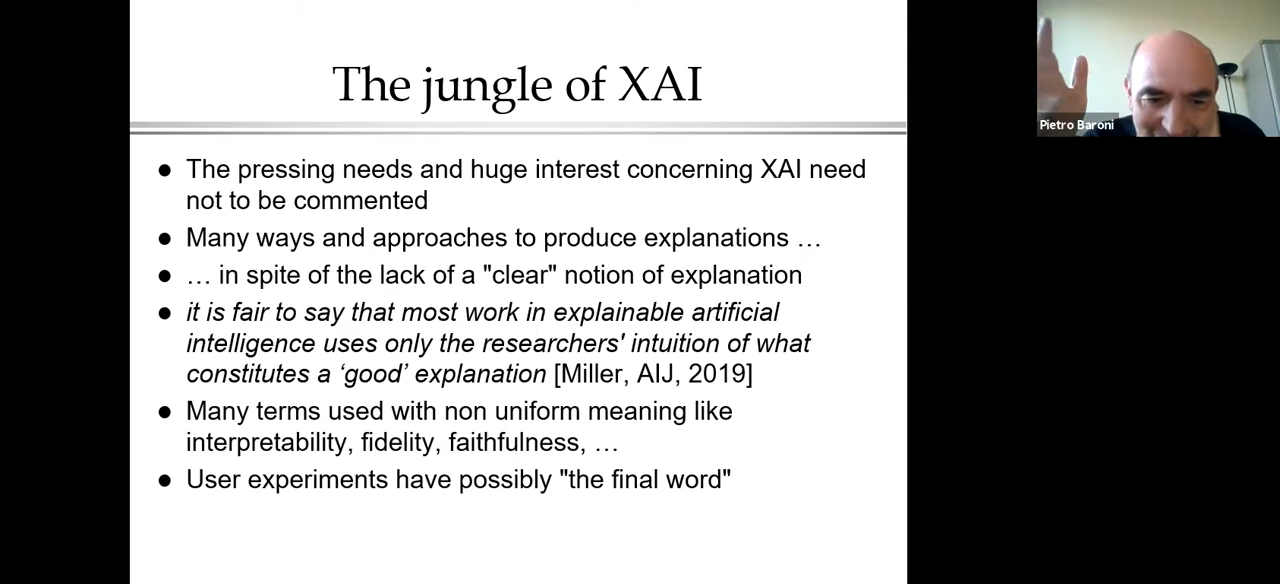 The jungle of XAI
Pietro Baroni
● The pressing needs and huge interest concerning XAI need
not to be commented
● Many ways and approaches to produce explanations …
● … in spite of the lack of a "clear" notion of explanation
● it is fair to say that most work in explainable artificial
intelligence uses only the researchers' intuition of what
constitutes a ‘good’ explanation [Miller, AIJ, 2019]
● Many terms used with non uniform meaning like
interpretability, fidelity, faithfulness, …
● User experiments have possibly "the final word"